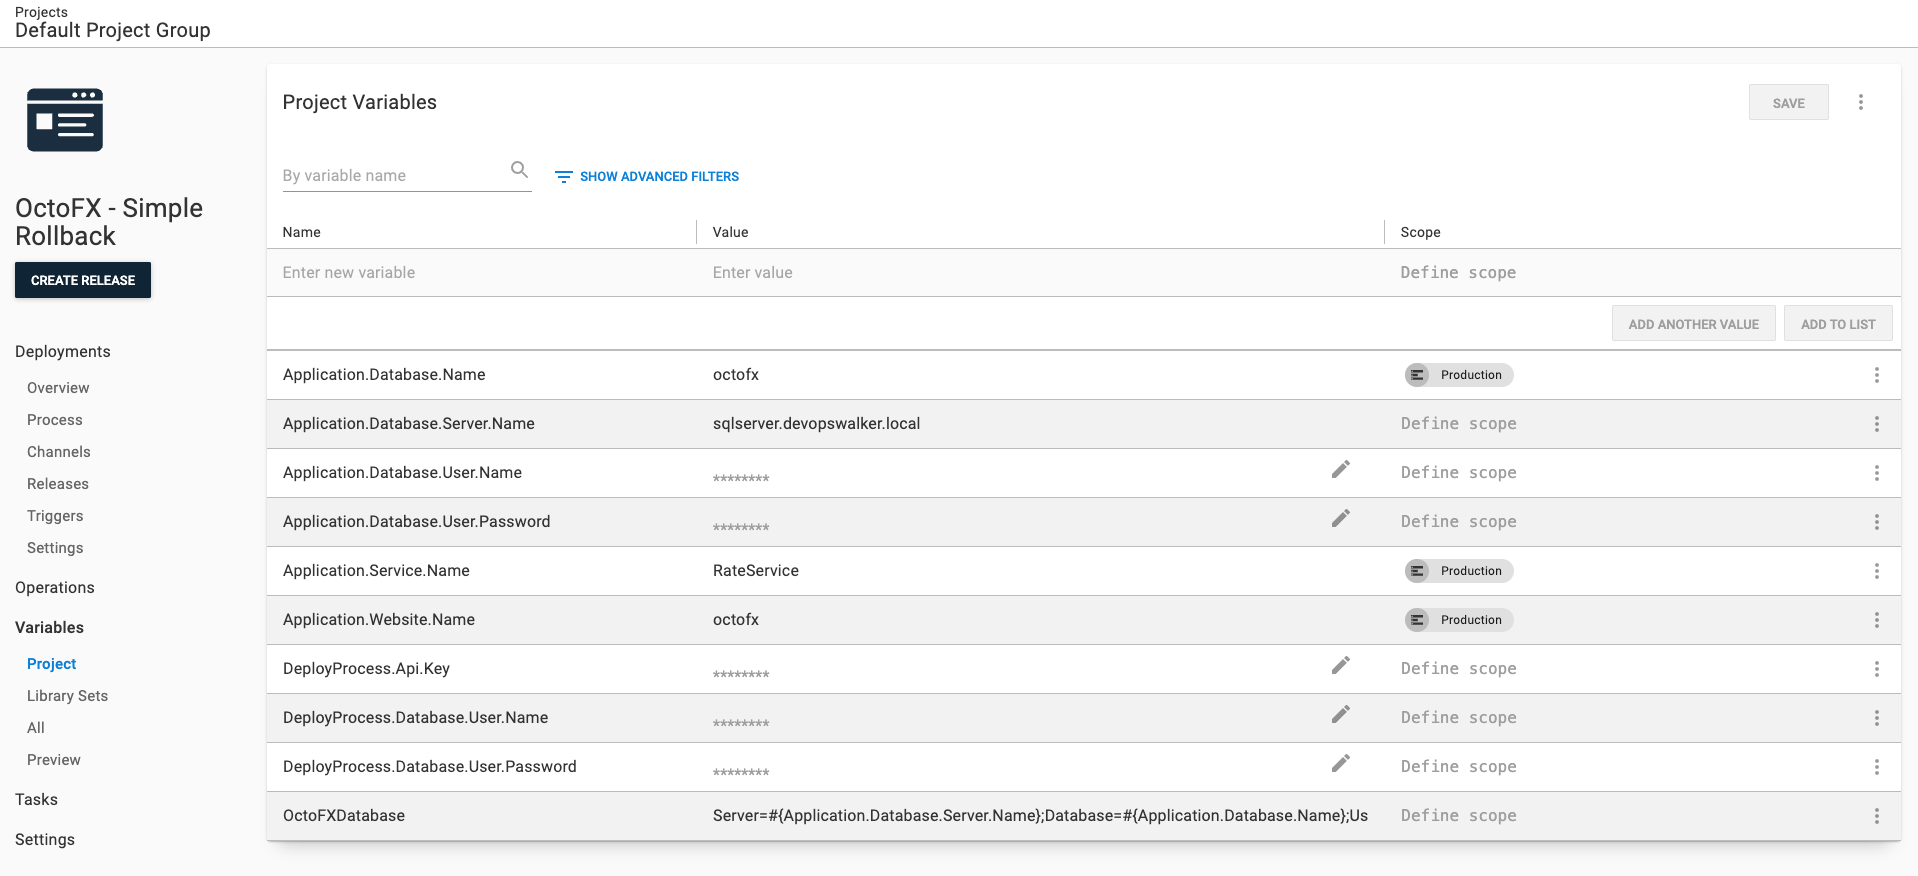 Projects
Default Project Group
OctoFX - Simple
Rollback
CREATE RELEASE
Deployments
Overview
Process
Channels
Releases
Triggers
Settings
Operations
Variables
Project
Library Sets
All
Preview
Tasks
Settings
Project Variables
SAVE
By variable name
SHOW ADVANCED FILTERS
Name Value Scope
Enter new variable Enter value Define scope
ADD ANOTHER VALUE ADD TO LIST
Application.Database.Name octofx Production
Application.Database.Server.Name sqlserver.devopswalker.local Define scope
Application.Database.User.Name ******** Define scope
Application.Database.User.Password ******** Define scope
Application.Service.Name RateService Production
Application.Website.Name octofx Production
DeployProcess.Api.Key ******** Define scope
DeployProcess.Database.User.Name ******** Define scope
DeployProcess.Database.User.Password ******** Define scope
OctoFXDatabase Server=#{Application.Database.Server.Name};Database=#{Application.Database.Name};Us Define scope